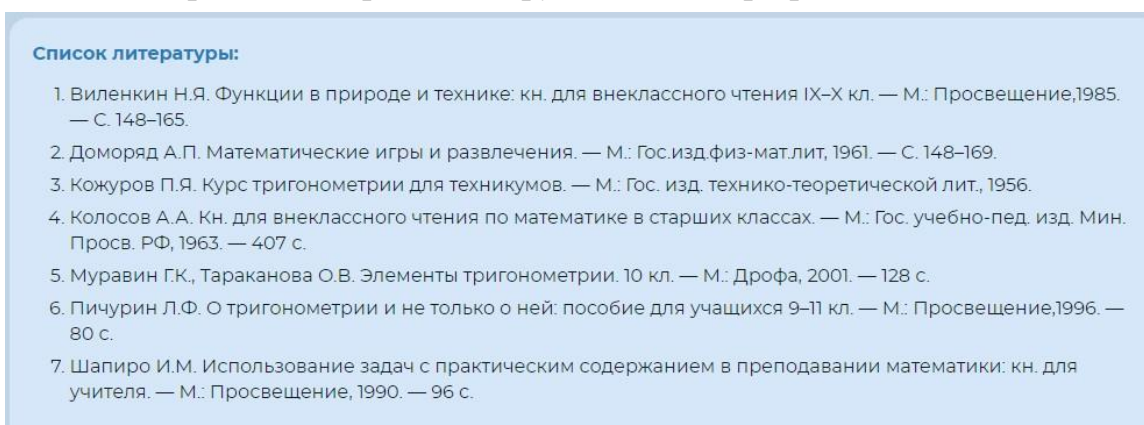 Список литературы:
1. Виленкин Н.Я. Функции в природе и технике: кн. для внеклассного чтения IX–X кл. — М.: Просвещение,1985.
— С. 148–165.
2. Доморяд А.П. Математические игры и развлечения. — М.: Гос.изд.физ-мат.лит, 1961. — С. 148–169.
3. Кожуров П.Я. Курс тригонометрии для техникумов. — М.: Гос. изд. технико-теоретической лит., 1956.
4. Колосов А.А. Кн. для внеклассного чтения по математике в старших классах. — М.: Гос. учебно-пед. изд. Мин.
Просв. РФ, 1963. — 407 с.
5. Муравин Г.К., Тараканова О.В. Элементы тригонометрии. 10 кл. — М.: Дрофа, 2001. — 128 с.
6. Пичурин Л.Ф. О тригонометрии и не только о ней: пособие для учащихся 9–11 кл. — М.: Просвещение,1996. —
80 с.
7. Шапиро И.М. Использование задач с практическим содержанием в преподавании математики: кн. для
учителя. — М.: Просвещение, 1990. — 96 с.